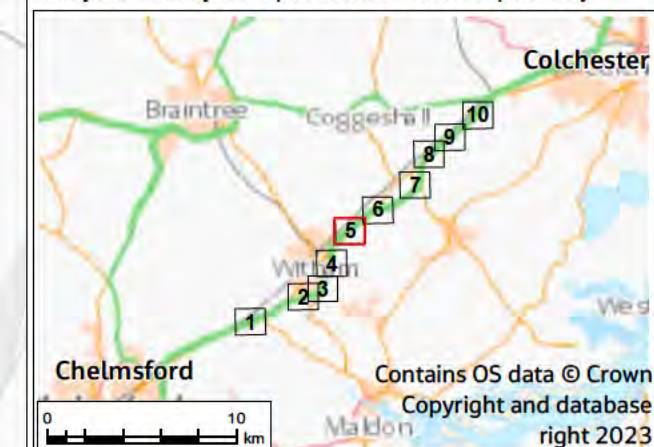 Colchester
Braintree
Coggeshall
10
9
8
7
6
5
4
Witham
3
2
1
West
Chelmsford
Contains OS data © Crown
Copyright and database
right 2023
Maldon
0
10
km